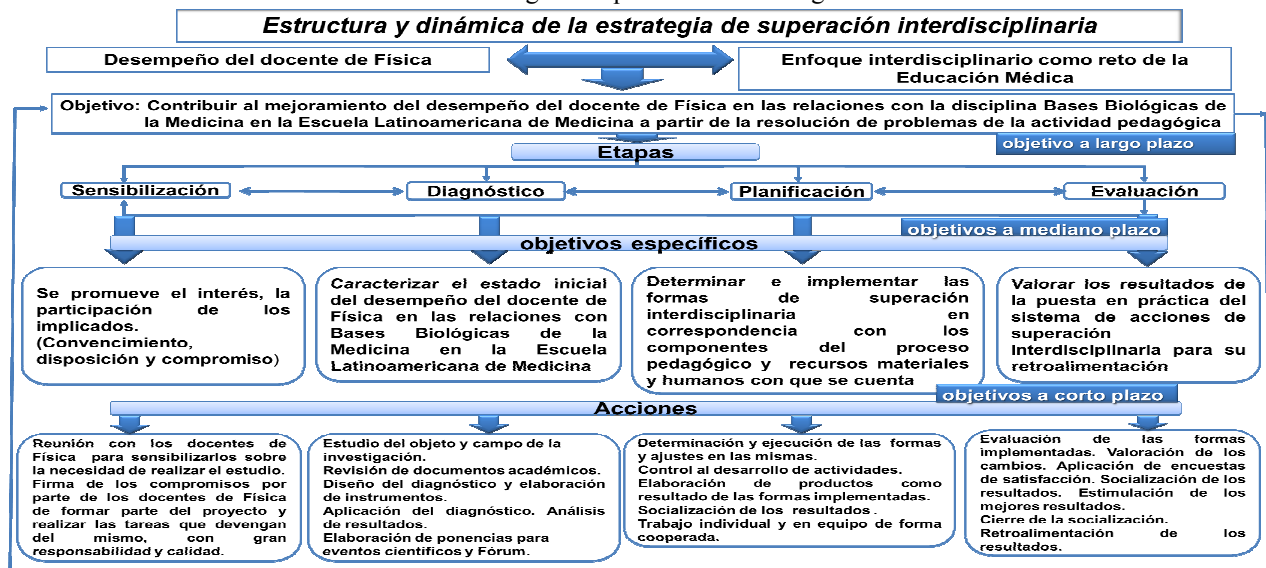 Estructura y dinámica de la estrategia de superación interdisciplinaria
Desempeño del docente de Física
Enfoque interdisciplinario como reto de la
Educación Médica
Objetivo: Contribuir al mejoramiento del desempeño del docente de Física en las relaciones con la disciplina Bases Biológicas de
la Medicina en la Escuela Latinoamericana de Medicina a partir de la resolución de problemas de la actividad pedagógica
objetivo a largo plazo
Etapas
Sensibilización
Diagnóstico
Planificación
Evaluación
objetivos a mediano plazo
objetivos específicos
Se promueve el interés, la
participación de los
implicados.
(Convencimiento,
disposición y compromiso)
Caracterizar el estado inicial
del desempeño del docente de
Física en las relaciones con
Bases Biológicas de la
Medicina en la Escuela
Latinoamericana de Medicina
Determinar e implementar las
formas de superación
interdisciplinaria en
correspondencia con los
componentes del proceso
pedagógico y recursos materiales
y humanos con que se cuenta
Valorar los resultados de
la puesta en práctica del
sistema de acciones de
superación
Interdisciplinaria para su
retroalimentación
objetivos a corto plazo
Acciones
Reunión con los docentes de
Física para sensibilizarlos sobre
la necesidad de realizar el estudio.
Firma de los compromisos por
parte de los docentes de Física
de formar parte del proyecto y
realizar las tareas que devengan
del mismo, con gran
responsabilidad y calidad.
Estudio del objeto y campo de la
investigación.
Revisión de documentos académicos.
Diseño del diagnóstico y elaboración
de instrumentos.
Aplicación del diagnóstico. Análisis
de resultados.
Elaboración de ponencias para
eventos científicos y Fórum.
Determinación y ejecución de las formas
y ajustes en las mismas.
Control al desarrollo de actividades.
Elaboración de productos como
resultado de las formas implementadas.
Socialización de los resultados.
Trabajo individual y en equipo de forma
cooperada.
Evaluación de las formas
implementadas. Valoración de los
cambios. Aplicación de encuestas
de satisfacción. Socialización de los
resultados. Estimulación de los
mejores resultados.
Cierre de la socialización.
Retroalimentación de los
resultados.